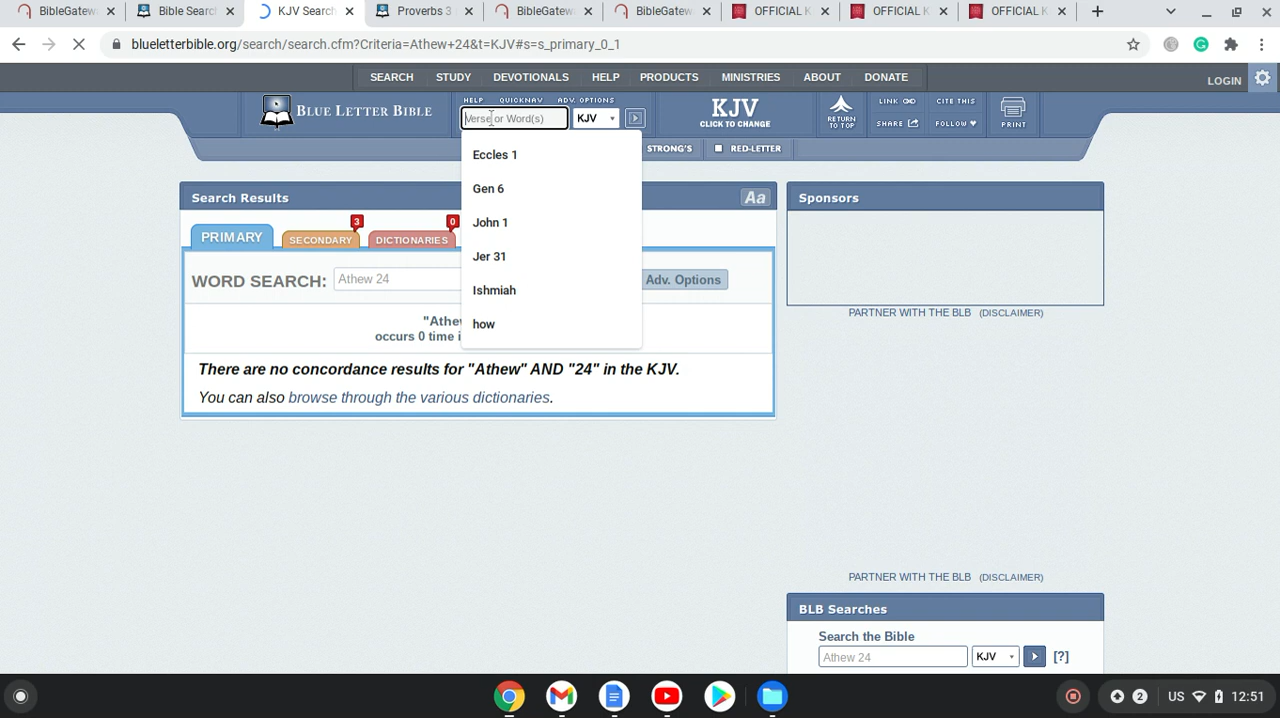 BibleGatew
Bible Search
KJV Search
Proverbs 3
BibleGatew
BibleGatew
OFFICIAL K
OFFICIAL K
OFFICIAL K
blueletterbible.org/search/search.cfm?Criteria=Athew+24&t=KJV#s=s_primary_0_1
SEARCH STUDY DEVOTIONALS HELP PRODUCTS MINISTRIES ABOUT DONATE
LOGIN
BLUE LETTER BIBLE
HELP QUICKNAV ADV. OPTIONS
Verse or Word(s)
KJV
KJV
CLICK TO CHANGE
RETURN TO TOP
LINK
CITE THIS
SHARE
FOLLOW
PRINT
STRONG'S
RED-LETTER
Eccles 1
Gen 6
John 1
Jer 31
Ishmiah
how
Search Results
Aa
Sponsors
PRIMARY
SECONDARY
3
DICTIONARIES
0
WORD SEARCH:
Athew 24
Adv. Options
"Athe
occurs 0 time i
There are no concordance results for "Athew" AND "24" in the KJV.
You can also browse through the various dictionaries.
PARTNER WITH THE BLB (DISCLAIMER)
PARTNER WITH THE BLB (DISCLAIMER)
BLB Searches
Search the Bible
Athew 24
KJV
[?]
2
US
12:51